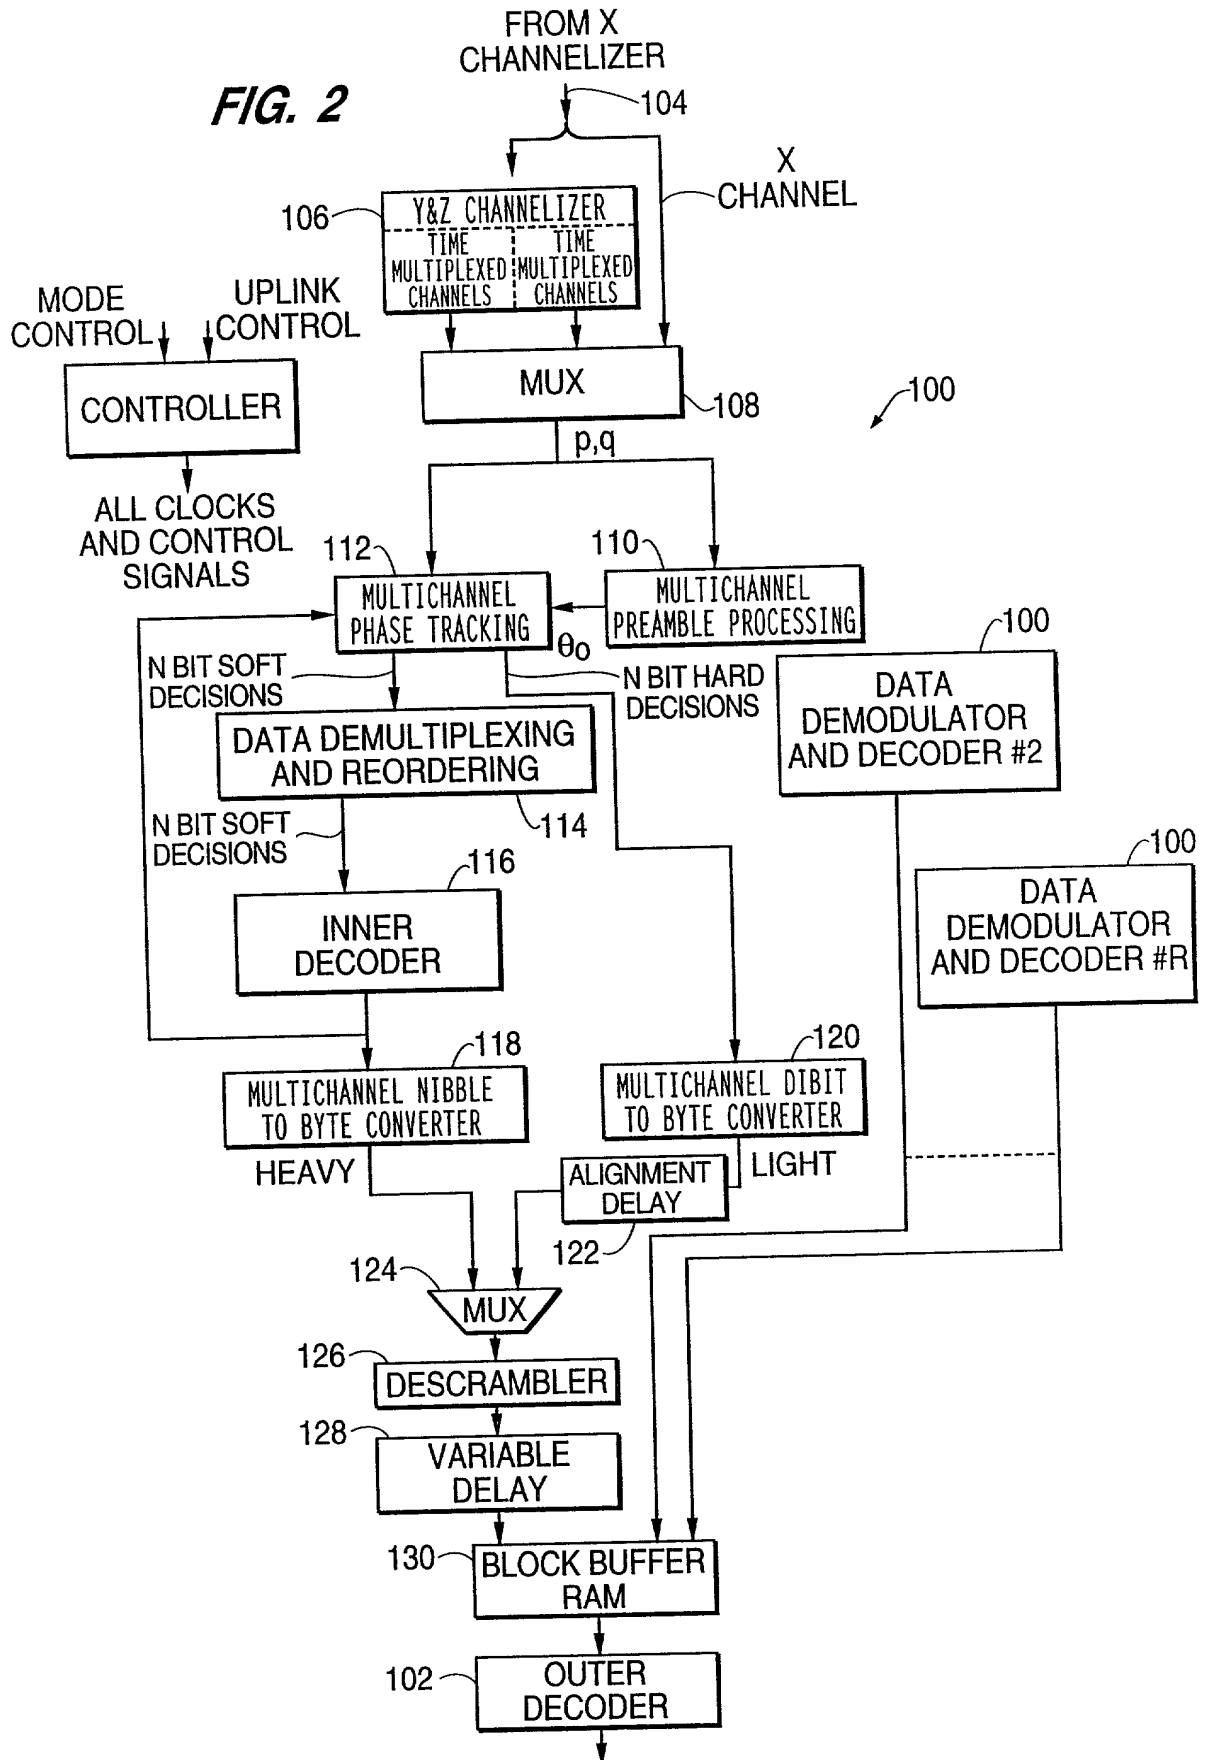 FROM X
CHANNELIZER
FIG. 2
104
X
CHANNEL
106
Y&Z CHANNELIZER
TIME
MULTIPLEXED
CHANNELS
TIME
MULTIPLEXED
CHANNELS
MODE
CONTROL
UPLINK
CONTROL
CONTROLLER
ALL CLOCKS
AND CONTROL
SIGNALS
MUX
108
100
p,q
112
MULTICHANNEL
PHASE TRACKING
110
MULTICHANNEL
PREAMBLE PROCESSING
θ0
N BIT SOFT
DECISIONS
N BIT HARD
DECISIONS
100
DATA
DEMODULATOR
AND DECODER #2
DATA DEMULTIPLEXING
AND REORDERING
114
N BIT SOFT
DECISIONS
116
INNER
DECODER
100
DATA
DEMODULATOR
AND DECODER #R
118
MULTICHANNEL NIBBLE
TO BYTE CONVERTER
120
MULTICHANNEL DIBIT
TO BYTE CONVERTER
HEAVY
LIGHT
ALIGNMENT
DELAY
122
124
MUX
126
DESCRAMBLER
128
VARIABLE
DELAY
130
BLOCK BUFFER
RAM
102
OUTER
DECODER